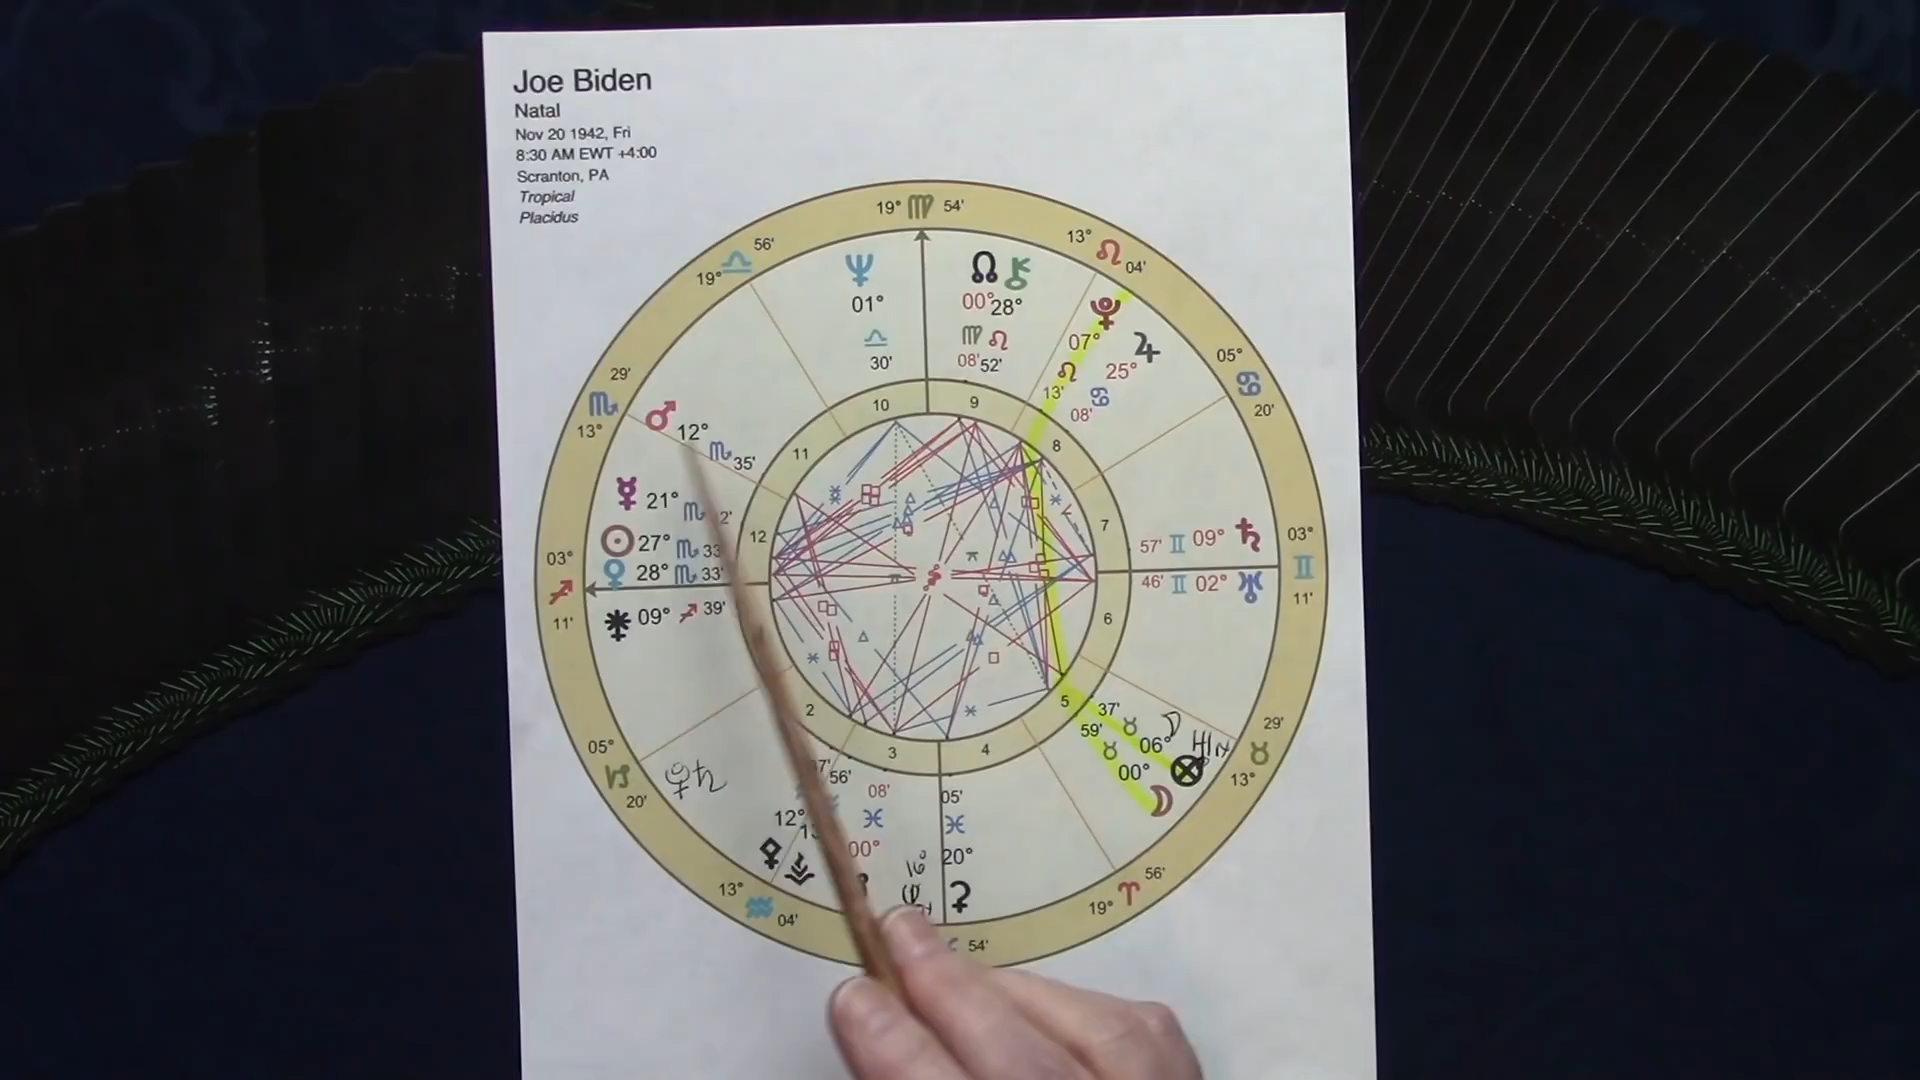 Joe Biden
Natal
Nov 20 1942, Fri
8:30 AM EWT +4:00
Scranton, PA
Tropical
Placidus
19° ♍ 54'
13° ♌ 04'
05° ♋ 20'
03° ♊ 11'
29' ♉ 13°
56' ♈ 19°
54'
13° ♒ 04'
05° ♑ 20'
03° ♐ 11'
29' ♏ 13°
19° ♎ 56'
♆ 01° ♎ 30'
☊ 00° ♍ 08'
⚷ 28° ♌ 52'
♇ 07° ♌ 13'
♃ 25° ♋ 08'
57' ♊ 09° ♄
46' ♊ 02° ♅
37' ♉ 06° ⊗
59' ♉ 00° ☽
☽
05' ♓ 20° ⚳
16°
08' ♓ 00°
56'
12°
⚴ ⚶
♀ ♄
♂ 12° ♏ 35'
☿ 21° ♏
☉ 27° ♏ 33
♀ 28° ♏ 33'
⚵ 09° ♐ 39'
10
9
8
7
6
5
4
3
2
12
11